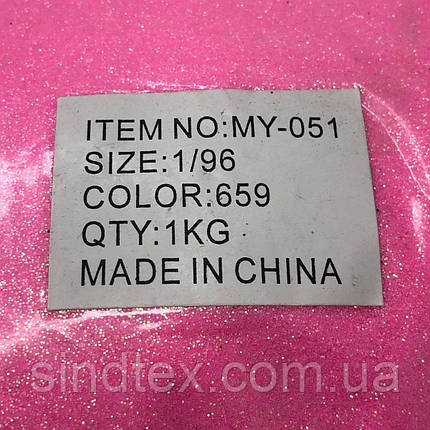 ITEM NO:MY-051
SIZE:1/96
COLOR:659
QTY:1KG
MADE IN CHINA
sindtex.com.ua